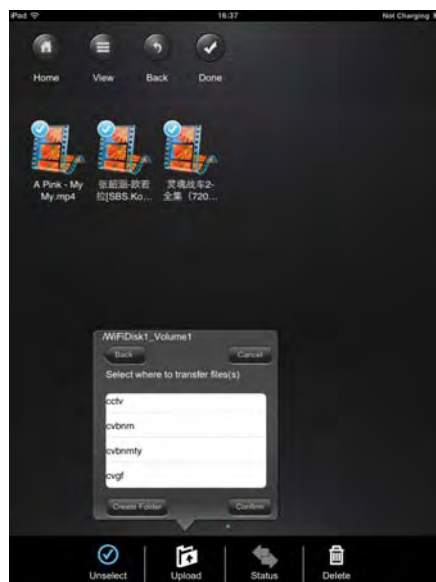 iPad 16:37 Not Charging
Home View Back Done
A Pink - My
My.mp4
张韶涵-欧若
拉[SBS.Ko...
灵魂战车2-
全集（720...
/WiFiDisk1_Volume1
Back Cancel
Select where to transfer files(s)
cctv
cvbnm
cvbnmty
cvgf
Create Folder Confirm
Unselect Upload Status Delete